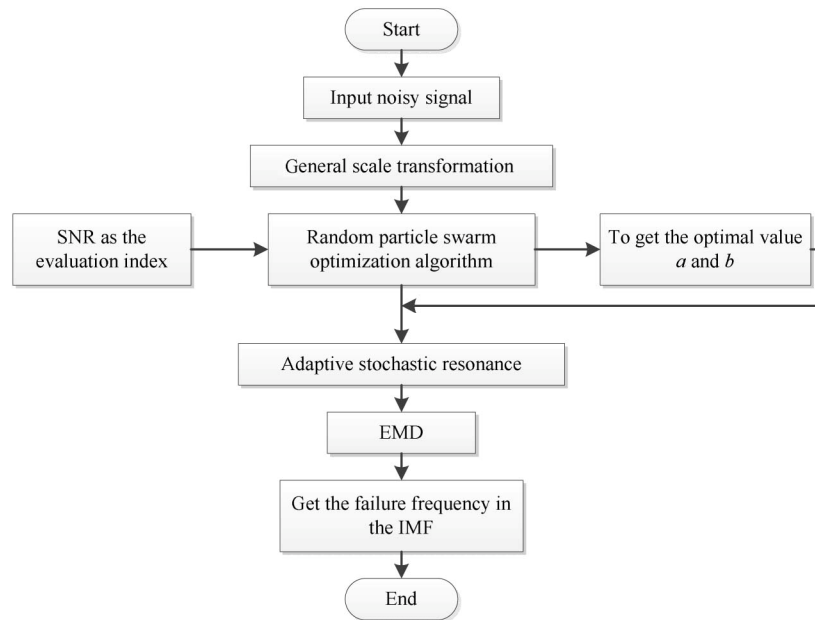 Start
Input noisy signal
General scale transformation
SNR as the
evaluation index
Random particle swarm
optimization algorithm
To get the optimal value
a and b
Adaptive stochastic resonance
EMD
Get the failure frequency in
the IMF
End